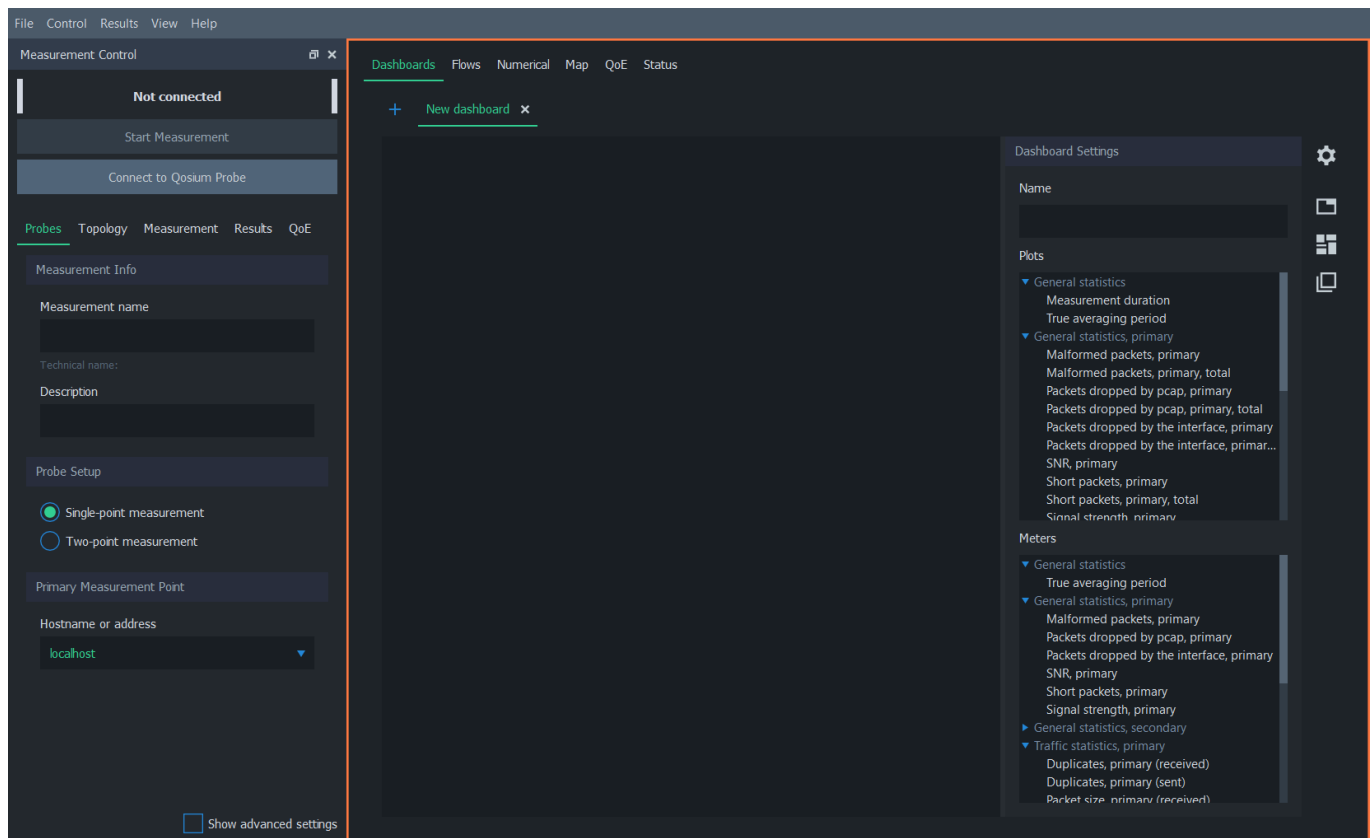 File Control Results View Help
Measurement Control
Not connected
Start Measurement
Connect to Qosium Probe
Probes Topology Measurement Results QoE
Measurement Info
Measurement name
Technical name:
Description
Probe Setup
Single-point measurement
Two-point measurement
Primary Measurement Point
Hostname or address
localhost
Show advanced settings
Dashboards Flows Numerical Map QoE Status
+ New dashboard
Dashboard Settings
Name
Plots
General statistics
Measurement duration
True averaging period
General statistics, primary
Malformed packets, primary
Malformed packets, primary, total
Packets dropped by pcap, primary
Packets dropped by pcap, primary, total
Packets dropped by the interface, primary
Packets dropped by the interface, primar...
SNR, primary
Short packets, primary
Short packets, primary, total
Signal strength, primary
Meters
General statistics
True averaging period
General statistics, primary
Malformed packets, primary
Packets dropped by pcap, primary
Packets dropped by the interface, primary
SNR, primary
Short packets, primary
Signal strength, primary
General statistics, secondary
Traffic statistics, primary
Duplicates, primary (received)
Duplicates, primary (sent)
Packet size, primary (received)